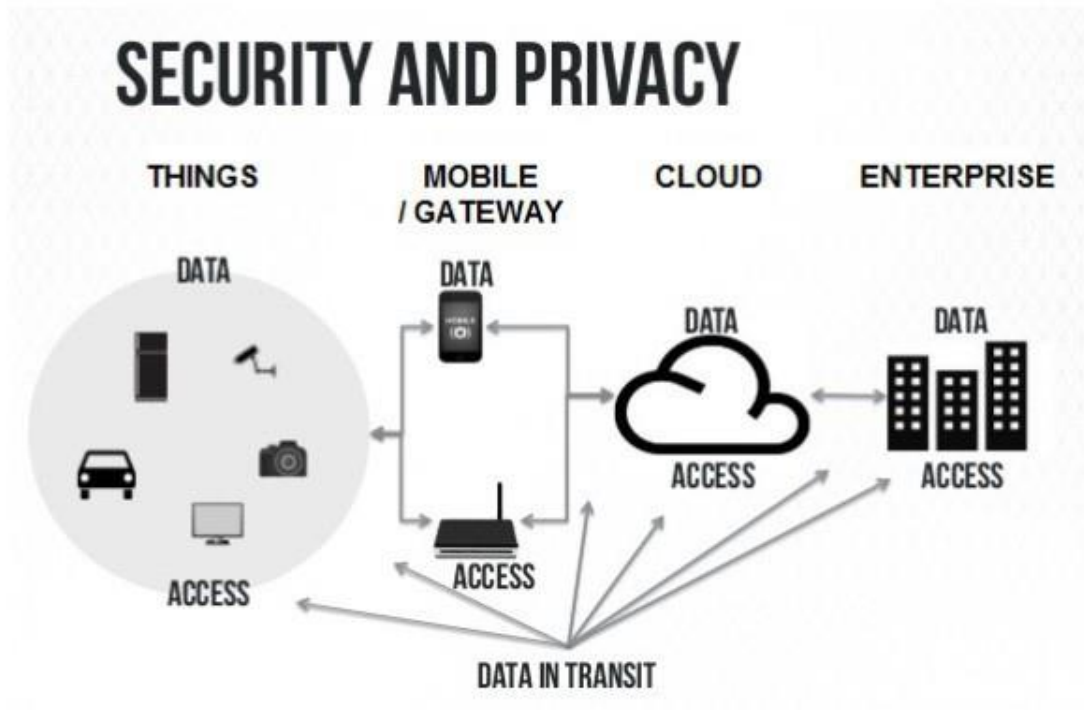 SECURITY AND PRIVACY
THINGS
MOBILE
/ GATEWAY
CLOUD
ENTERPRISE
DATA
DATA
DATA
DATA
ACCESS
ACCESS
ACCESS
ACCESS
DATA IN TRANSIT